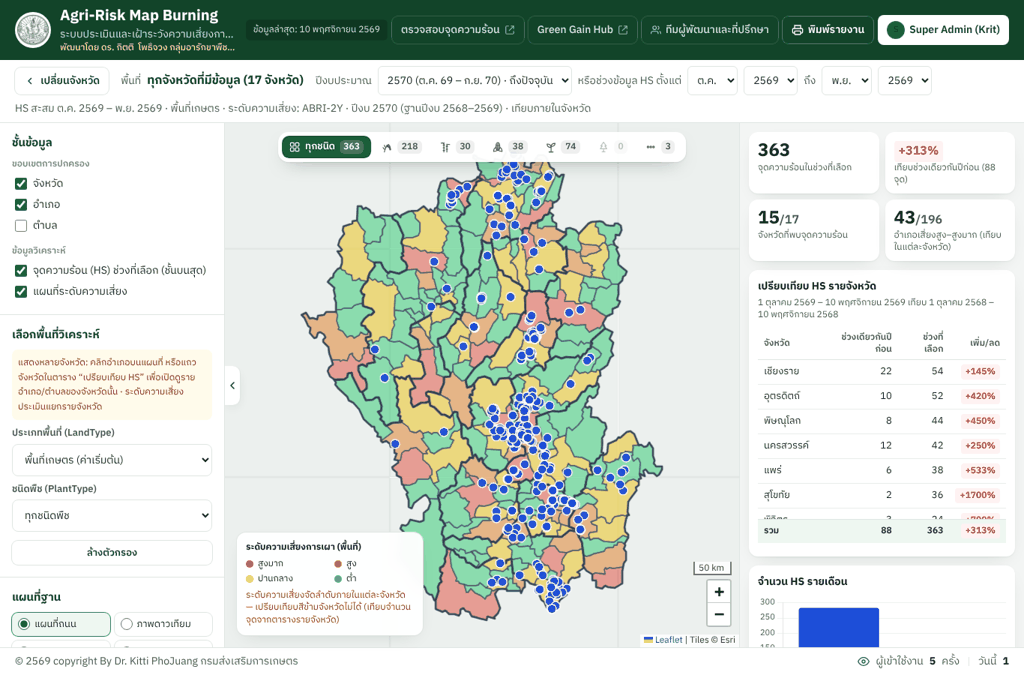 Agri-Risk Map Burning
ระบบประเมินและเฝ้าระวังความเสี่ยงกา...
พัฒนาโดย ดร. กิตติ โพธิจวง กลุ่มอารักขาพืช...
ข้อมูลล่าสุด: 10 พฤศจิกายน 2569
ตรวจสอบจุดความร้อน
Green Gain Hub
ทีมผู้พัฒนาและที่ปรึกษา
พิมพ์รายงาน
Super Admin (Krit)
เปลี่ยนจังหวัด
พื้นที่ ทุกจังหวัดที่มีข้อมูล (17 จังหวัด)
ปีงบประมาณ
2570 (ต.ค. 69 – ก.ย. 70) · ถึงปัจจุบัน
หรือช่วงข้อมูล HS ตั้งแต่
ต.ค. 2569 ถึง พ.ย. 2569
HS สะสม ต.ค. 2569 – พ.ย. 2569 · พื้นที่เกษตร · ระดับความเสี่ยง: ABRI-2Y · ปีงบ 2570 (ฐานปีงบ 2568–2569) · เทียบภายในจังหวัด
ชั้นข้อมูล
ขอบเขตการปกครอง
จังหวัด
อำเภอ
ตำบล
ข้อมูลวิเคราะห์
จุดความร้อน (HS) ช่วงที่เลือก (ชั้นบนสุด)
แผนที่ระดับความเสี่ยง
เลือกพื้นที่วิเคราะห์
แสดงหลายจังหวัด: คลิกอำเภอบนแผนที่ หรือแถว
จังหวัดในตาราง “เปรียบเทียบ HS” เพื่อเปิดดูราย
อำเภอ/ตำบลของจังหวัดนั้น · ระดับความเสี่ยง
ประเมินแยกรายจังหวัด
ประเภทพื้นที่ (LandType)
พื้นที่เกษตร (ค่าเริ่มต้น)
ชนิดพืช (PlantType)
ทุกชนิดพืช
ล้างตัวกรอง
แผนที่ฐาน
แผนที่ถนน
ภาพดาวเทียม
ทุกชนิด 363
218
30
38
74
0
3
ระดับความเสี่ยงการเผา (พื้นที่)
สูงมาก
สูง
ปานกลาง
ต่ำ
ระดับความเสี่ยงจัดลำดับภายในแต่ละจังหวัด
— เปรียบเทียบสีข้ามจังหวัดไม่ได้ (เทียบจำนวน
จุดจากตารางรายจังหวัด)
50 km
+
−
Leaflet | Tiles © Esri
363
จุดความร้อนในช่วงที่เลือก
+313%
เทียบช่วงเดียวกันปีก่อน (88
จุด)
15/17
จังหวัดที่พบจุดความร้อน
43/196
อำเภอเสี่ยงสูง–สูงมาก (เทียบ
ในแต่ละจังหวัด)
เปรียบเทียบ HS รายจังหวัด
1 ตุลาคม 2569 – 10 พฤศจิกายน 2569 เทียบ 1 ตุลาคม 2568 –
10 พฤศจิกายน 2568
จังหวัด ช่วงเดียวกันปีก่อน ช่วงที่เลือก เพิ่ม/ลด
เชียงราย 22 54 +145%
อุตรดิตถ์ 10 52 +420%
พิษณุโลก 8 44 +450%
นครสวรรค์ 12 42 +250%
แพร่ 6 38 +533%
สุโขทัย 2 36 +1700%
รวม 88 363 +313%
จำนวน HS รายเดือน
300
250
200
150
© 2569 copyright By Dr. Kitti PhoJuang กรมส่งเสริมการเกษตร
ผู้เข้าใช้งาน 5 ครั้ง
วันนี้ 1